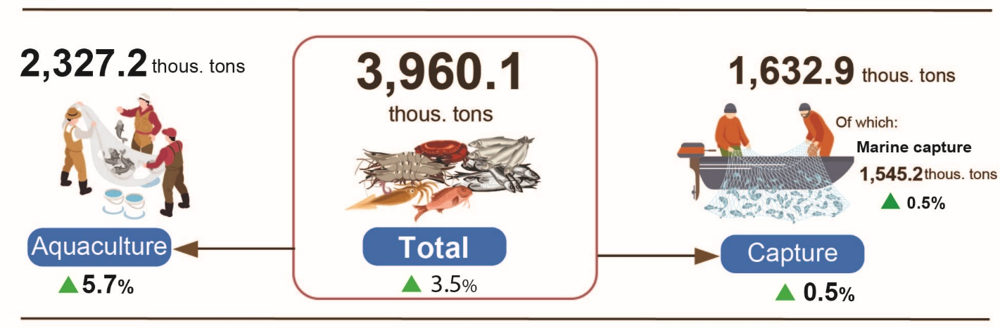 2,327.2 thous. tons
Aquaculture
5.7%
3,960.1
thous. tons
Total
3.5%
1,632.9 thous. tons
Of which:
Marine capture
1,545.2 thous. tons
0.5%
Capture
0.5%